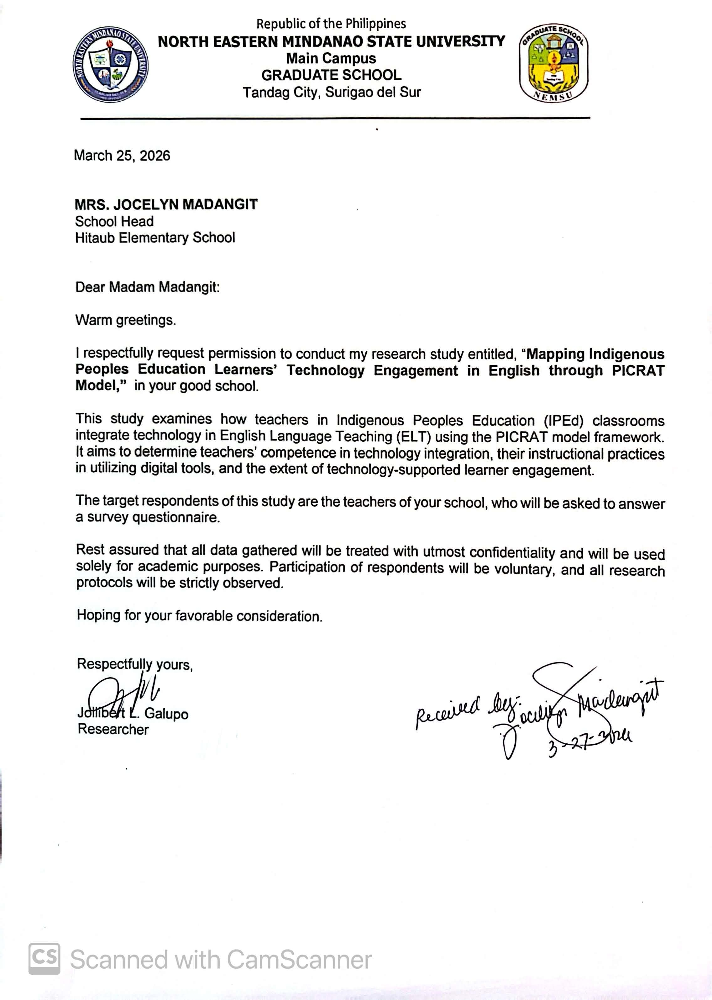 Republic of the Philippines
NORTH EASTERN MINDANAO STATE UNIVERSITY
Main Campus
GRADUATE SCHOOL
Tandag City, Surigao del Sur
NORTH EASTERN MINDANAO STATE UNIVERSITY
GRADUATE SCHOOL
NEMSU
March 25, 2026
MRS. JOCELYN MADANGIT
School Head
Hitaub Elementary School
Dear Madam Madangit:
Warm greetings.
I respectfully request permission to conduct my research study entitled, “Mapping Indigenous
Peoples Education Learners’ Technology Engagement in English through PICRAT
Model,” in your good school.
This study examines how teachers in Indigenous Peoples Education (IPEd) classrooms
integrate technology in English Language Teaching (ELT) using the PICRAT model framework.
It aims to determine teachers’ competence in technology integration, their instructional practices
in utilizing digital tools, and the extent of technology-supported learner engagement.
The target respondents of this study are the teachers of your school, who will be asked to answer
a survey questionnaire.
Rest assured that all data gathered will be treated with utmost confidentiality and will be used
solely for academic purposes. Participation of respondents will be voluntary, and all research
protocols will be strictly observed.
Hoping for your favorable consideration.
Respectfully yours,
Jollibert L. Galupo
Researcher
Received by:
Jocelyn Madangit
3-27-
CS Scanned with CamScanner